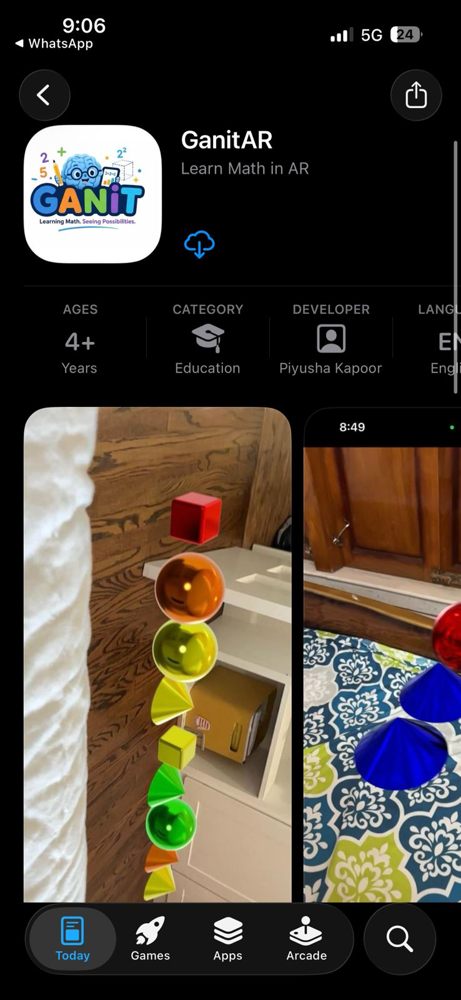 9:06
5G
24
◀ WhatsApp
2
+
2²
5
-
2+3=5
GANiT
Learning Math. Seeing Possibilities.
GanitAR
Learn Math in AR
AGES
4+
Years
CATEGORY
Education
DEVELOPER
Piyusha Kapoor
LANGU
EN
Engli
8:49
Today
Games
Apps
Arcade